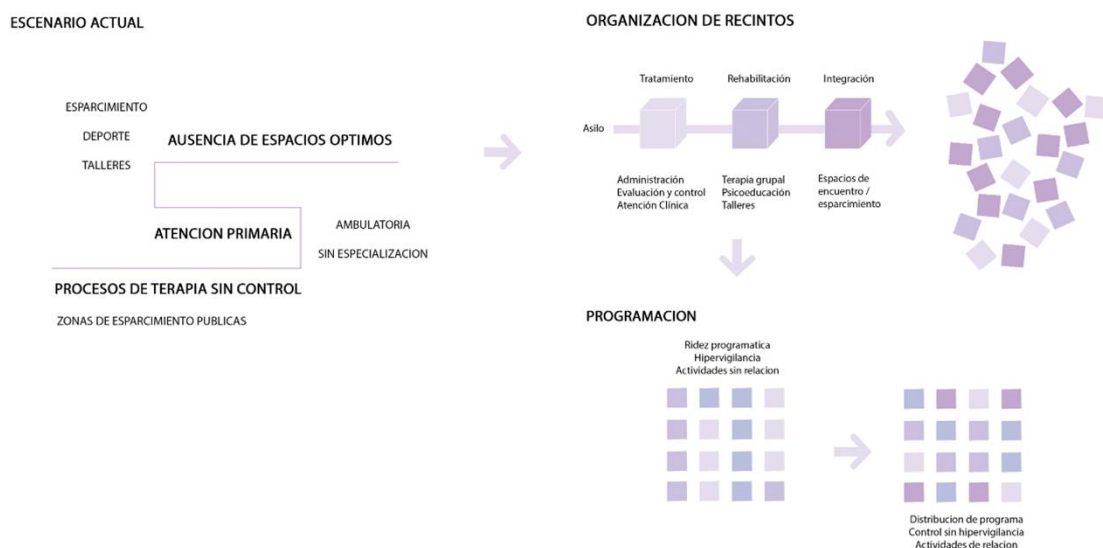 ESCENARIO ACTUAL
ESPARCIMIENTO
DEPORTE
TALLERES
AUSENCIA DE ESPACIOS OPTIMOS
ATENCION PRIMARIA
AMBULATORIA
SIN ESPECIALIZACION
PROCESOS DE TERAPIA SIN CONTROL
ZONAS DE ESPARCIMIENTO PUBLICAS
ORGANIZACION DE RECINTOS
Tratamiento
Rehabilitación
Integración
Asilo
Administración
Evaluación y control
Atención Clínica
Terapia grupal
Psicoeducación
Talleres
Espacios de
encuentro /
esparcimiento
PROGRAMACION
Ridez programatica
Hipervigilancia
Actividades sin relacion
Distribucion de programa
Control sin hipervigilancia
Actividades de relacion